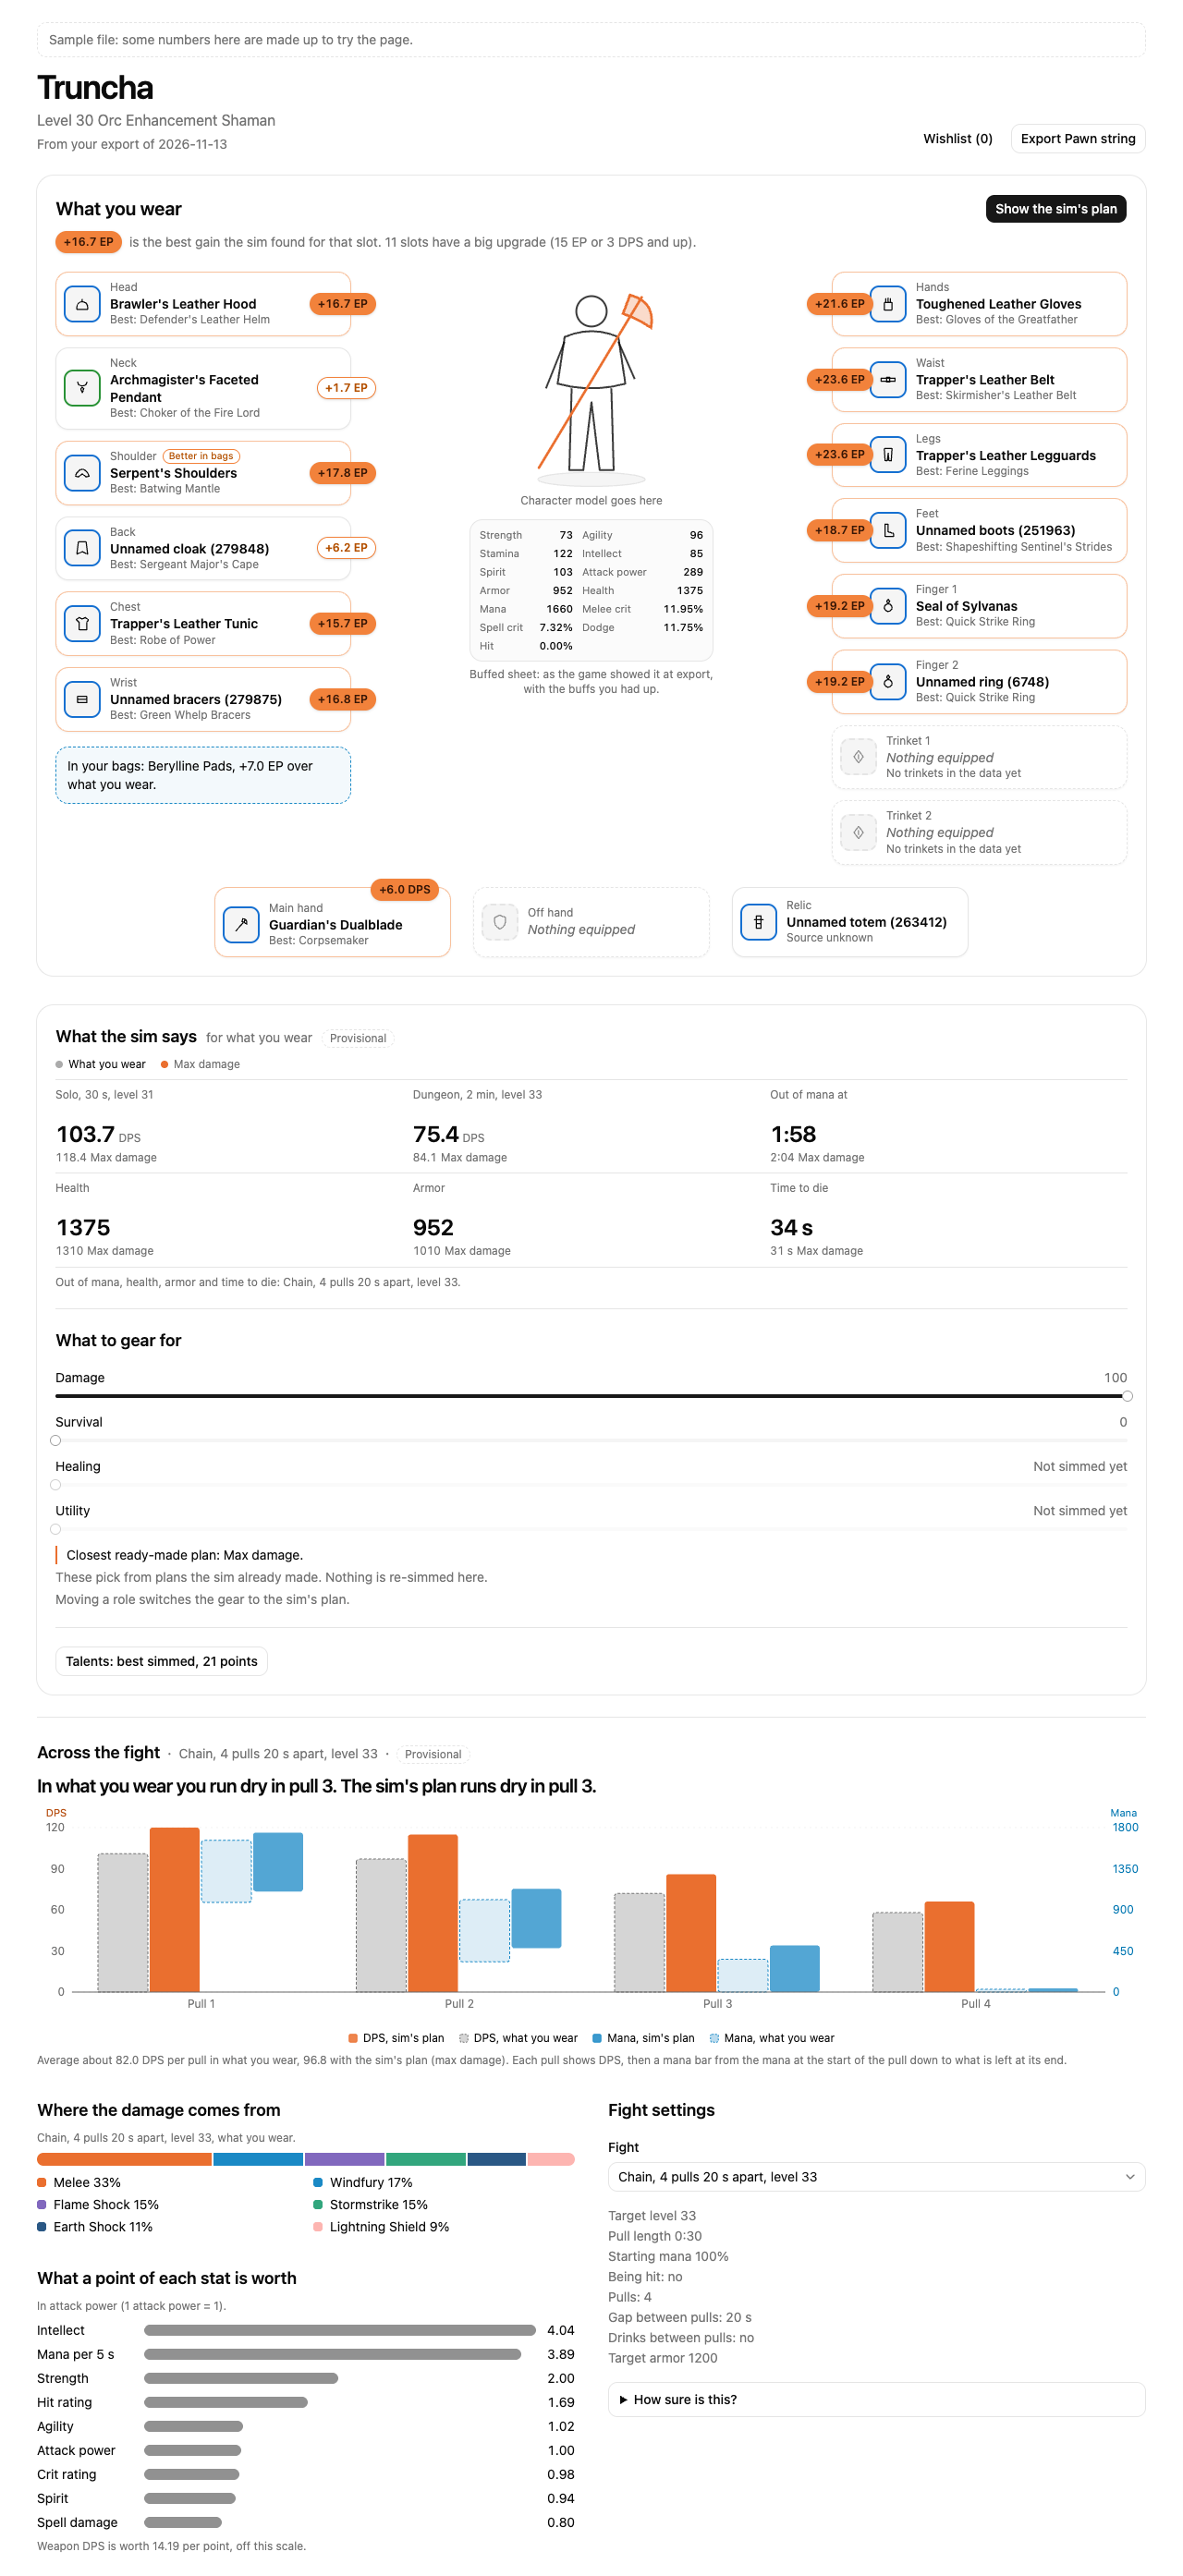 Sample file: some numbers here are made up to try the page.
Truncha
Level 30 Orc Enhancement Shaman
From your export of 2026-11-13
Wishlist (0)
Export Pawn string
What you wear
Show the sim's plan
+16.7 EP is the best gain the sim found for that slot. 11 slots have a big upgrade (15 EP or 3 DPS and up).
Head
Brawler's Leather Hood
Best: Defender's Leather Helm
+16.7 EP
Neck
Archmagister's Faceted
Pendant
Best: Choker of the Fire Lord
+1.7 EP
Shoulder Better in bags
Serpent's Shoulders
Best: Batwing Mantle
+17.8 EP
Back
Unnamed cloak (279848)
Best: Sergeant Major's Cape
+6.2 EP
Chest
Trapper's Leather Tunic
Best: Robe of Power
+15.7 EP
Wrist
Unnamed bracers (279875)
Best: Green Whelp Bracers
+16.8 EP
In your bags: Berylline Pads, +7.0 EP over
what you wear.
Character model goes here
Strength 73 Agility 96
Stamina 122 Intellect 85
Spirit 103 Attack power 289
Armor 952 Health 1375
Mana 1660 Melee crit 11.95%
Spell crit 7.32% Dodge 11.75%
Hit 0.00%
Buffed sheet: as the game showed it at export,
with the buffs you had up.
+21.6 EP
Hands
Toughened Leather Gloves
Best: Gloves of the Greatfather
+23.6 EP
Waist
Trapper's Leather Belt
Best: Skirmisher's Leather Belt
+23.6 EP
Legs
Trapper's Leather Legguards
Best: Ferine Leggings
+18.7 EP
Feet
Unnamed boots (251963)
Best: Shapeshifting Sentinel's Strides
+19.2 EP
Finger 1
Seal of Sylvanas
Best: Quick Strike Ring
+19.2 EP
Finger 2
Unnamed ring (6748)
Best: Quick Strike Ring
Trinket 1
Nothing equipped
No trinkets in the data yet
Trinket 2
Nothing equipped
No trinkets in the data yet
+6.0 DPS
Main hand
Guardian's Dualblade
Best: Corpsemaker
Off hand
Nothing equipped
Relic
Unnamed totem (263412)
Source unknown
What the sim says for what you wear Provisional
What you wear Max damage
Solo, 30 s, level 31
103.7 DPS
118.4 Max damage
Dungeon, 2 min, level 33
75.4 DPS
84.1 Max damage
Out of mana at
1:58
2:04 Max damage
Health
1375
1310 Max damage
Armor
952
1010 Max damage
Time to die
34 s
31 s Max damage
Out of mana, health, armor and time to die: Chain, 4 pulls 20 s apart, level 33.
What to gear for
Damage 100
Survival 0
Healing Not simmed yet
Utility Not simmed yet
Closest ready-made plan: Max damage.
These pick from plans the sim already made. Nothing is re-simmed here.
Moving a role switches the gear to the sim's plan.
Talents: best simmed, 21 points
Across the fight · Chain, 4 pulls 20 s apart, level 33 · Provisional
In what you wear you run dry in pull 3. The sim's plan runs dry in pull 3.
DPS Mana
120 1800
90 1350
60 900
30 450
0 0
Pull 1 Pull 2 Pull 3 Pull 4
DPS, sim's plan DPS, what you wear Mana, sim's plan Mana, what you wear
Average about 82.0 DPS per pull in what you wear, 96.8 with the sim's plan (max damage). Each pull shows DPS, then a mana bar from the mana at the start of the pull down to what is left at its end.
Where the damage comes from
Chain, 4 pulls 20 s apart, level 33, what you wear.
Melee 33% Windfury 17%
Flame Shock 15% Stormstrike 15%
Earth Shock 11% Lightning Shield 9%
What a point of each stat is worth
In attack power (1 attack power = 1).
Intellect 4.04
Mana per 5 s 3.89
Strength 2.00
Hit rating 1.69
Agility 1.02
Attack power 1.00
Crit rating 0.98
Spirit 0.94
Spell damage 0.80
Weapon DPS is worth 14.19 per point, off this scale.
Fight settings
Fight
Chain, 4 pulls 20 s apart, level 33
Target level 33
Pull length 0:30
Starting mana 100%
Being hit: no
Pulls: 4
Gap between pulls: 20 s
Drinks between pulls: no
Target armor 1200
How sure is this?